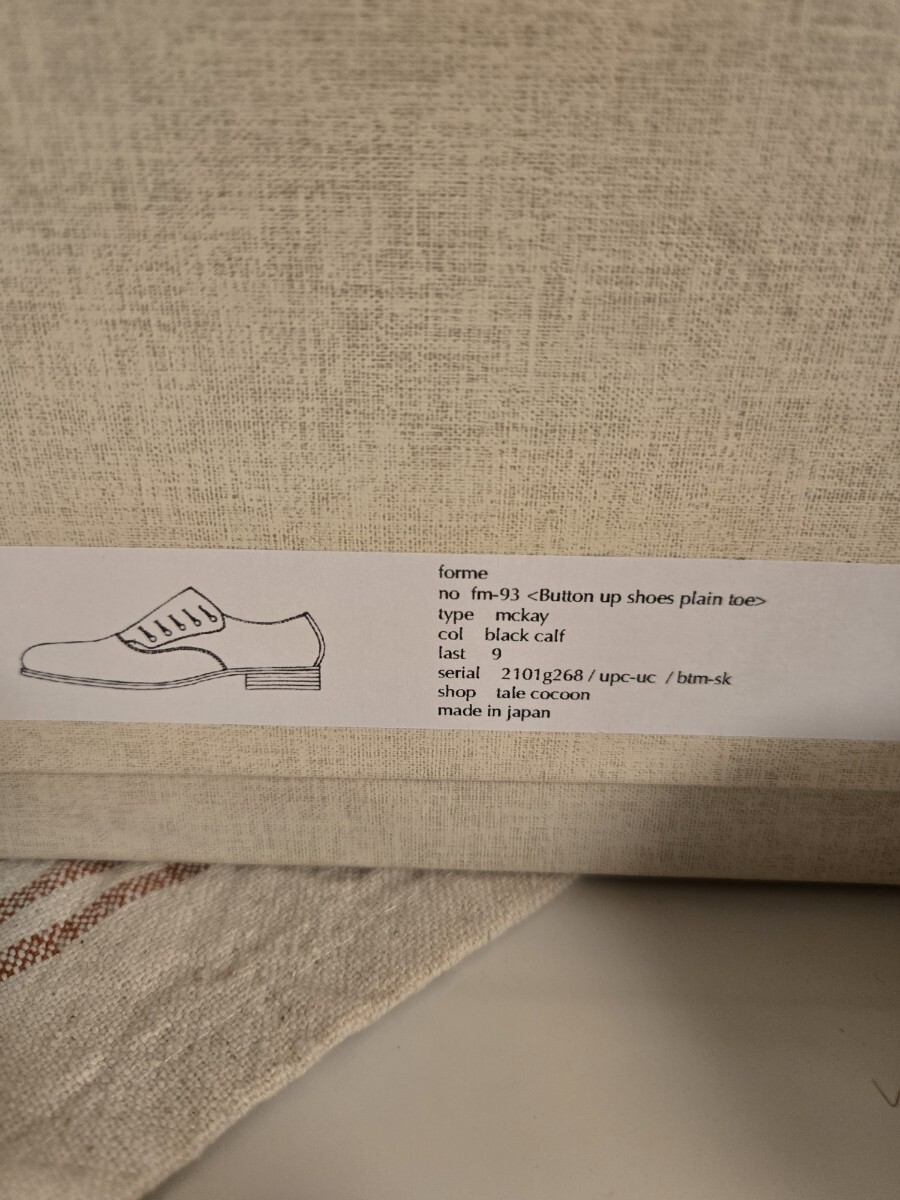 forme
no fm-93 <Button up shoes plain toe>
type mckay
col black calf
last 9
serial 2101g268 / upc-uc / btm-sk
shop tale cocoon
made in japan